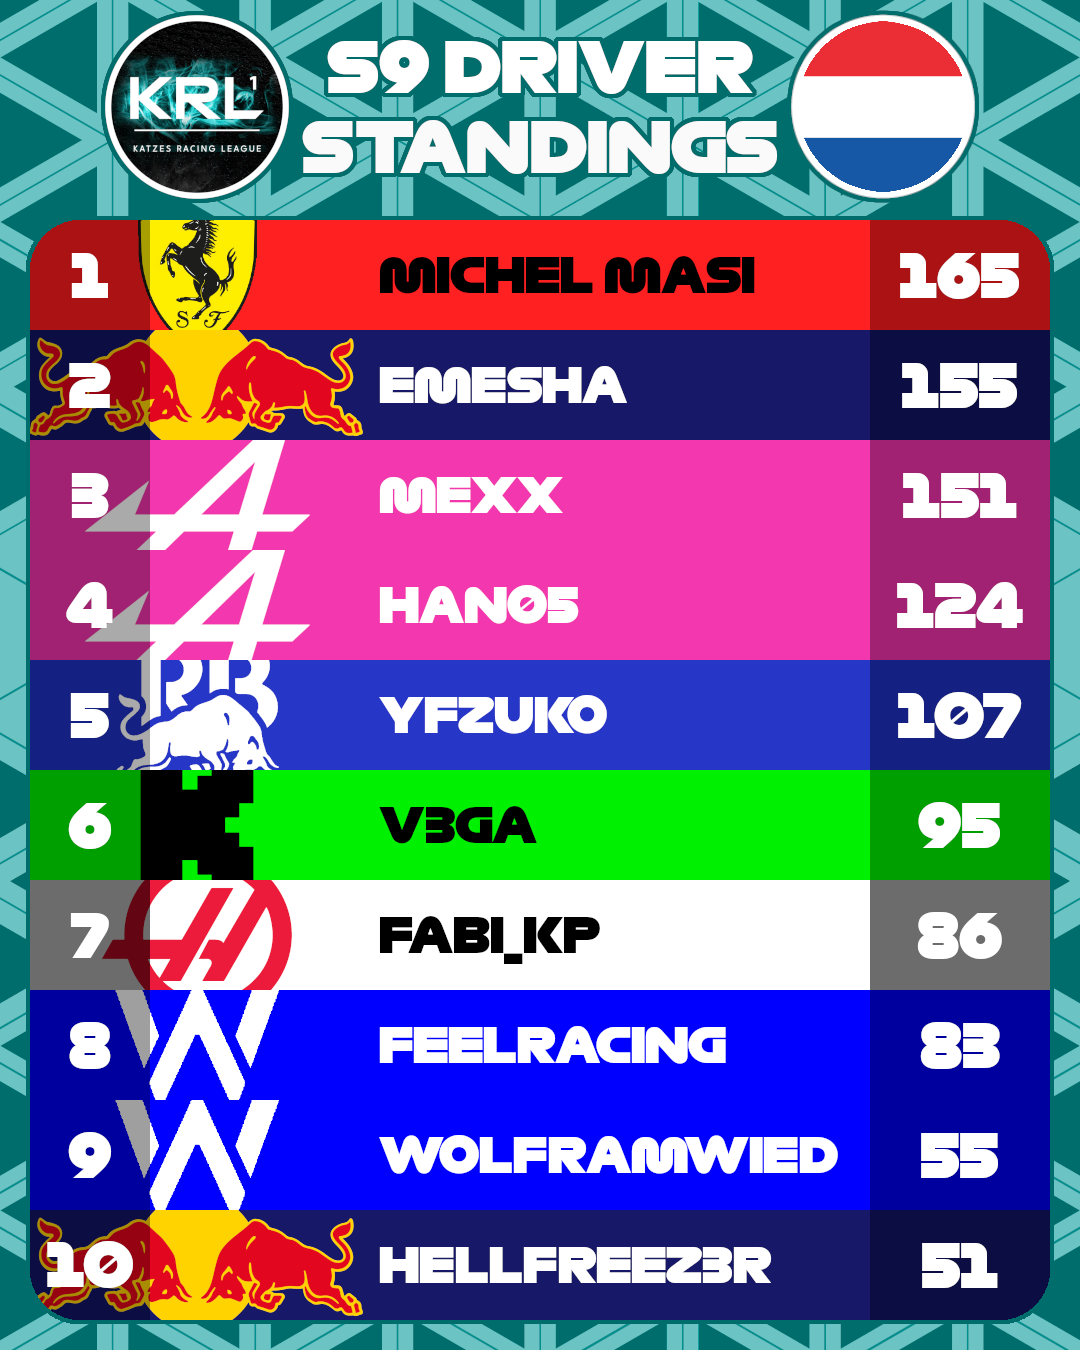 KRL1
KATZES RACING LEAGUE
S9 DRIVER
STANDINGS
1 S F MICHEL MASI 165
2 EMESHA 155
3 MEXX 151
4 HAN05 124
5 RB YFZUKO 107
6 K V3GA 95
7 H FABI_KP 86
8 W FEELRACING 83
9 W WOLFRAMWIED 55
10 HELLFREEZ3R 51